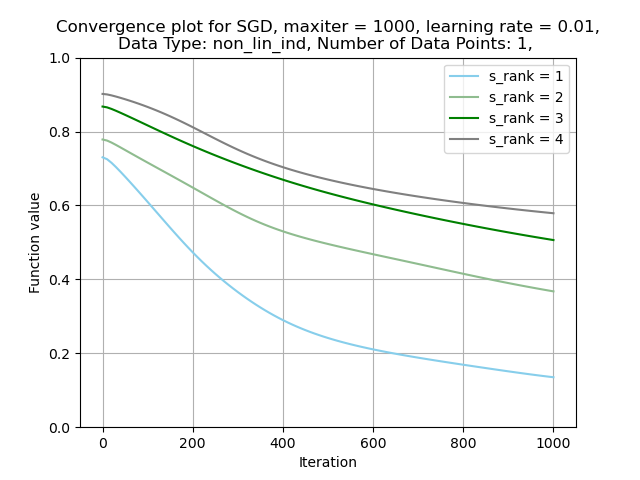 Convergence plot for SGD, maxiter = 1000, learning rate = 0.01,
Data Type: non_lin_ind, Number of Data Points: 1,
1.0
0.8
0.6
0.4
0.2
0.0
Function value
s_rank = 1
s_rank = 2
s_rank = 3
s_rank = 4
0 200 400 600 800 1000
Iteration